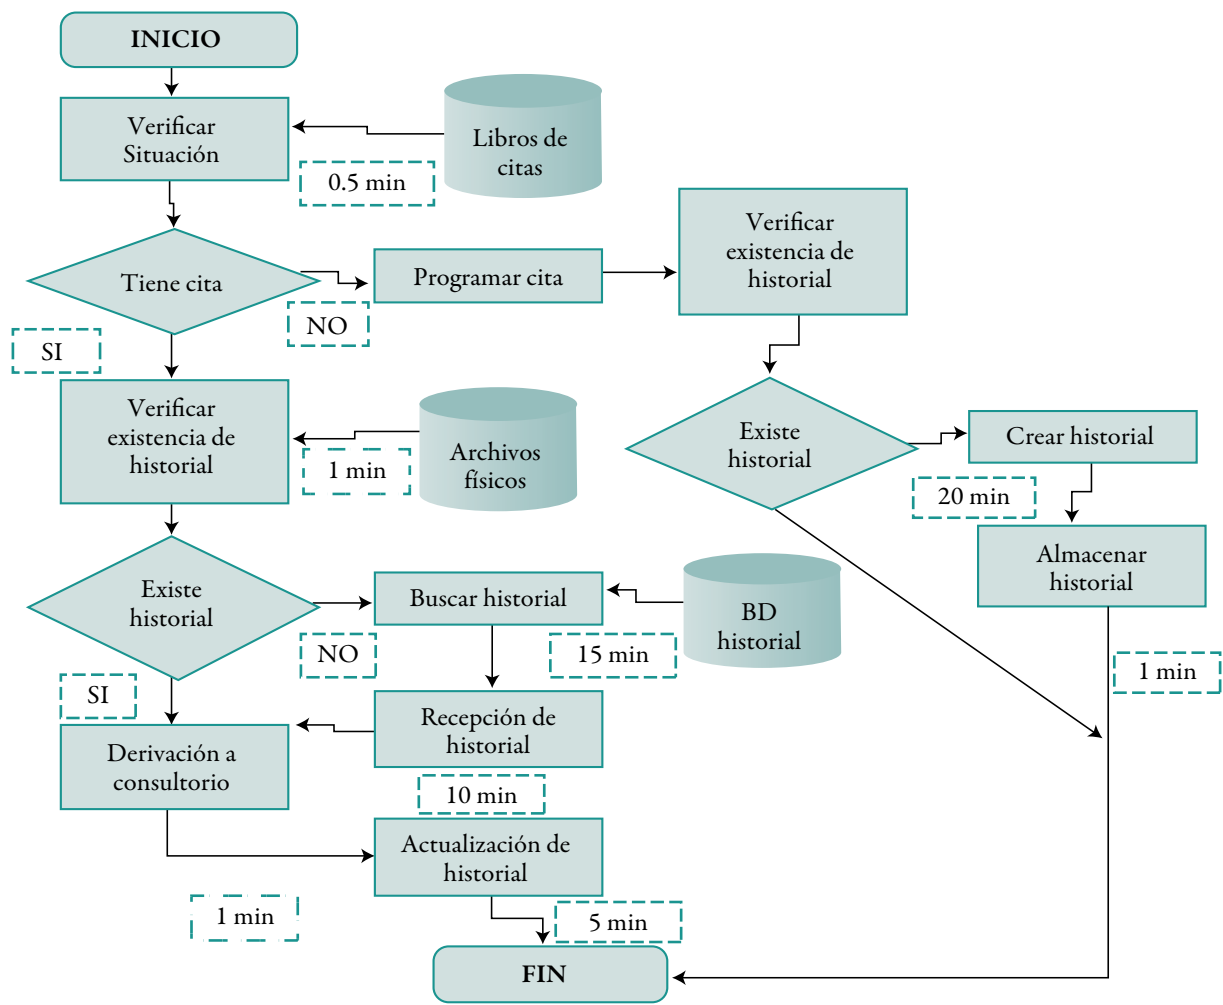 INICIO
Verificar
Situación
Libros de
citas
0.5 min
Tiene cita
NO
SI
Programar cita
Verificar
existencia de
historial
Verificar
existencia de
historial
Archivos
físicos
1 min
Existe
historial
Crear historial
20 min
Almacenar
historial
1 min
Existe
historial
NO
SI
Buscar historial
BD
historial
15 min
Recepción de
historial
10 min
Derivación a
consultorio
1 min
Actualización de
historial
5 min
FIN